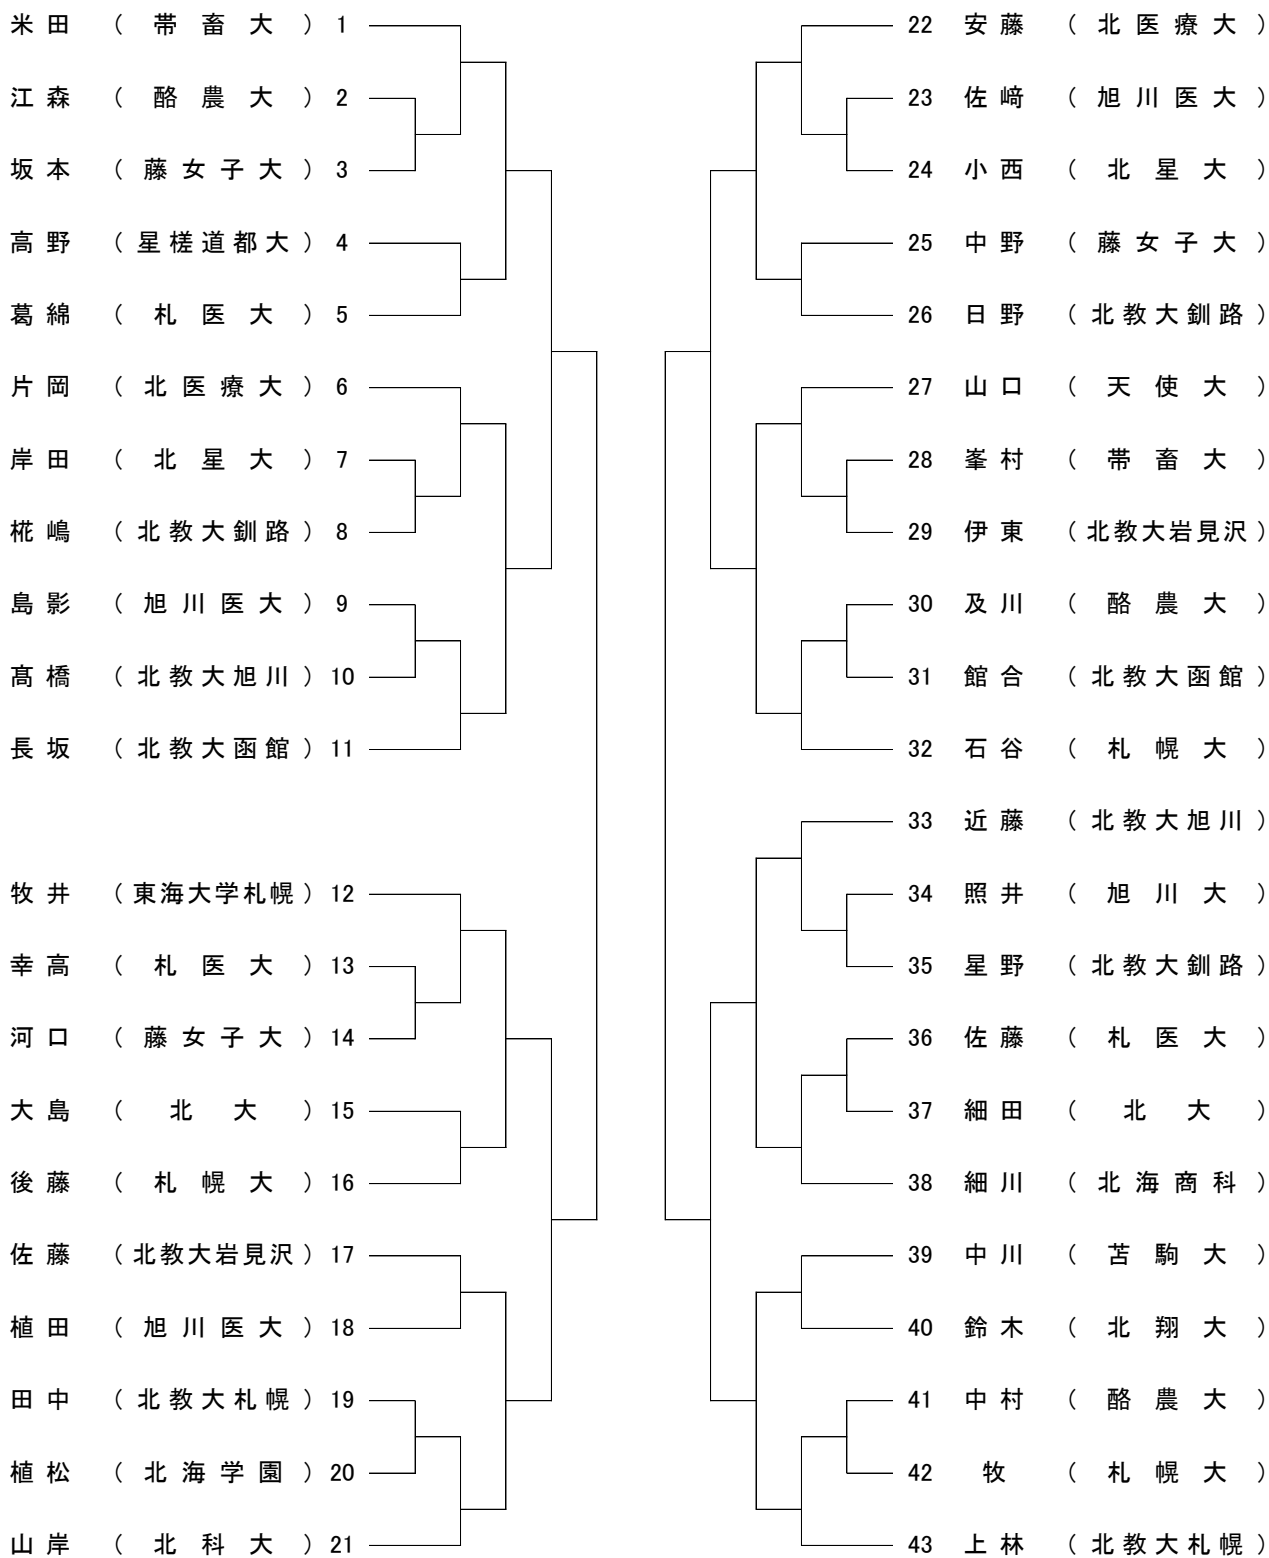 米田 （帯畜大） 1
江森 （酪農大） 2
坂本 （藤女子大） 3
高野 （星槎道都大） 4
葛綿 （札医大） 5
片岡 （北医療大） 6
岸田 （北星大） 7
椛嶋 （北教大釧路） 8
島影 （旭川医大） 9
髙橋 （北教大旭川） 10
長坂 （北教大函館） 11
牧井 （東海大学札幌） 12
幸高 （札医大） 13
河口 （藤女子大） 14
大島 （北大） 15
後藤 （札幌大） 16
佐藤 （北教大岩見沢） 17
植田 （旭川医大） 18
田中 （北教大札幌） 19
植松 （北海学園） 20
山岸 （北科大） 21
22 安藤 （北医療大）
23 佐﨑 （旭川医大）
24 小西 （北星大）
25 中野 （藤女子大）
26 日野 （北教大釧路）
27 山口 （天使大）
28 峯村 （帯畜大）
29 伊東 （北教大岩見沢）
30 及川 （酪農大）
31 館合 （北教大函館）
32 石谷 （札幌大）
33 近藤 （北教大旭川）
34 照井 （旭川大）
35 星野 （北教大釧路）
36 佐藤 （札医大）
37 細田 （北大）
38 細川 （北海商科）
39 中川 （苫駒大）
40 鈴木 （北翔大）
41 中村 （酪農大）
42 牧 （札幌大）
43 上林 （北教大札幌）